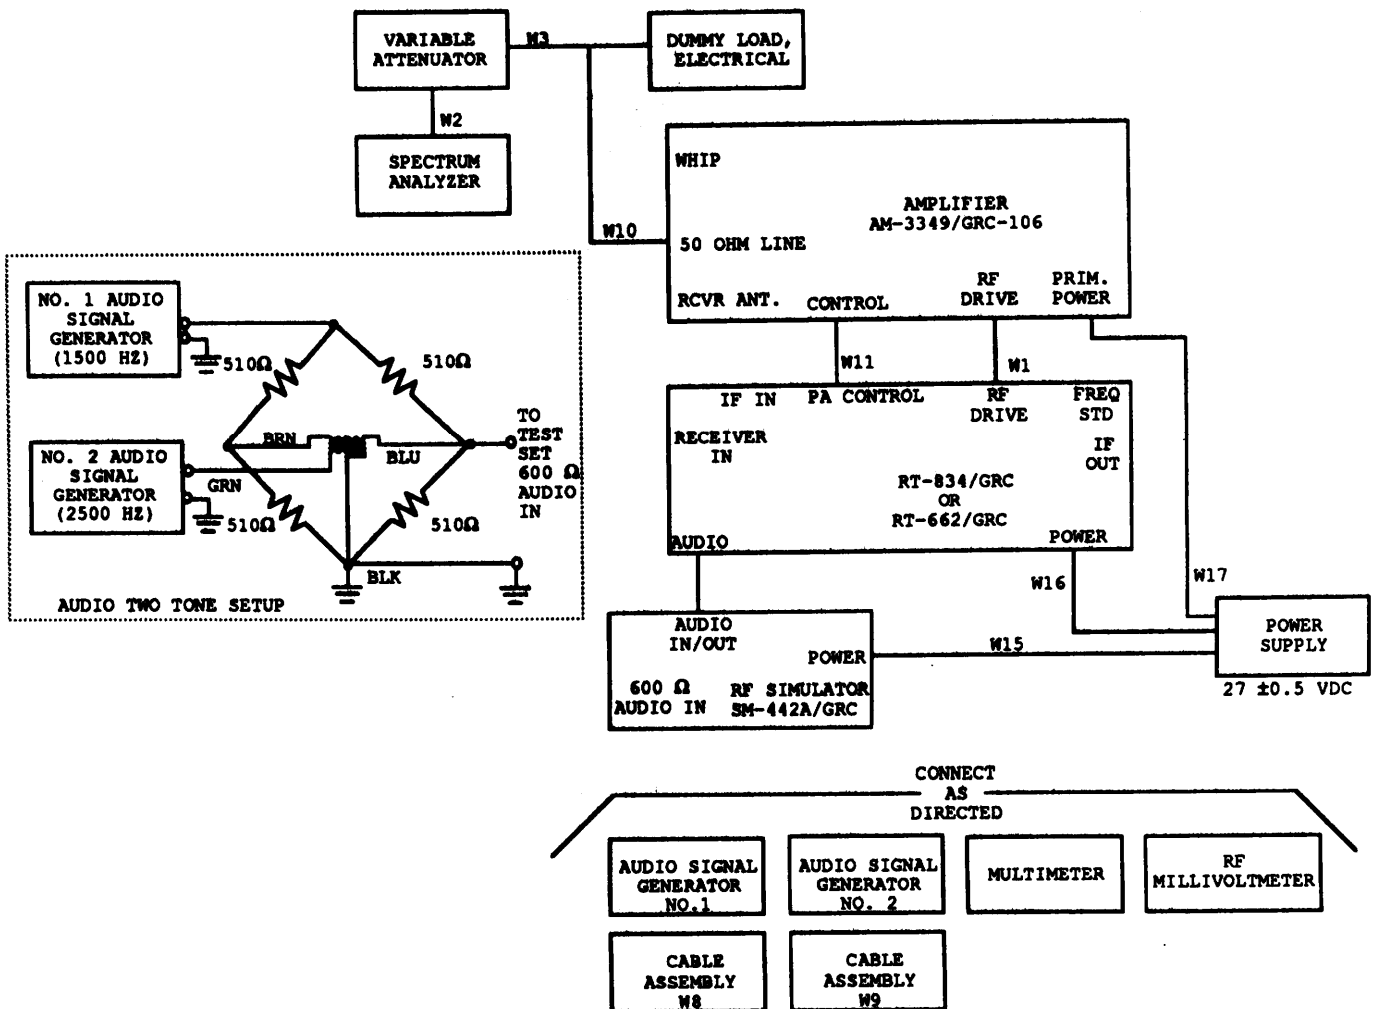 VARIABLE
ATTENUATOR
W3
DUMMY LOAD,
ELECTRICAL
W2
SPECTRUM
ANALYZER
WHIP
AMPLIFIER
AM-3349/GRC-106
W10
50 OHM LINE
RCVR ANT.
CONTROL
RF
DRIVE
PRIM.
POWER
NO. 1 AUDIO
SIGNAL
GENERATOR
(1500 HZ)
510Ω
510Ω
BRN
BLU
TO
TEST
SET
600 Ω
AUDIO
IN
NO. 2 AUDIO
SIGNAL
GENERATOR
(2500 HZ)
GRN
510Ω
510Ω
BLK
AUDIO TWO TONE SETUP
W11
W1
IF IN
PA CONTROL
RF
DRIVE
FREQ
STD
RECEIVER
IN
IF
OUT
RT-834/GRC
OR
RT-662/GRC
AUDIO
POWER
W16
W17
AUDIO
IN/OUT
POWER
W15
POWER
SUPPLY
27 ±0.5 VDC
600 Ω
AUDIO IN
RF SIMULATOR
SM-442A/GRC
CONNECT
AS
DIRECTED
AUDIO SIGNAL
GENERATOR
NO.1
AUDIO SIGNAL
GENERATOR
NO. 2
MULTIMETER
RF
MILLIVOLTMETER
CABLE
ASSEMBLY
W8
CABLE
ASSEMBLY
W9